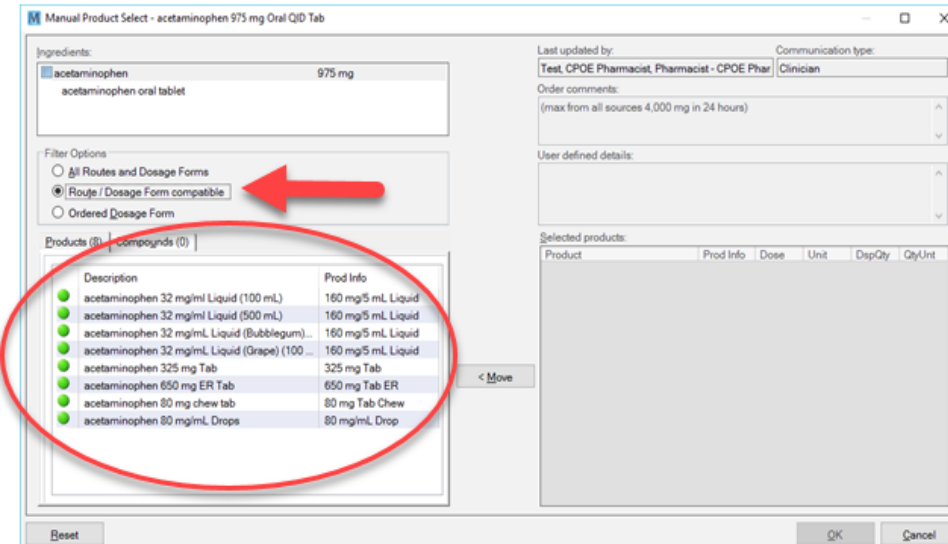 Manual Product Select - acetaminophen 975 mg Oral QID Tab
Ingredients:
acetaminophen 975 mg
acetaminophen oral tablet
Filter Options
All Routes and Dosage Forms
Route / Dosage Form compatible
Ordered Dosage Form
Products (8) Compounds (0)
Description Prod Info
acetaminophen 32 mg/ml Liquid (100 mL) 160 mg/5 mL Liquid
acetaminophen 32 mg/ml Liquid (500 mL) 160 mg/5 mL Liquid
acetaminophen 32 mg/mL Liquid (Bubblegum)... 160 mg/5 mL Liquid
acetaminophen 32 mg/mL Liquid (Grape) (100 ... 160 mg/5 mL Liquid
acetaminophen 325 mg Tab 325 mg Tab
acetaminophen 650 mg ER Tab 650 mg Tab ER
acetaminophen 80 mg chew tab 80 mg Tab Chew
acetaminophen 80 mg/mL Drops 80 mg/mL Drop
< Move
Last updated by: Communication type:
Test, CPOE Pharmacist, Pharmacist - CPOE Phar Clinician
Order comments:
(max from all sources 4,000 mg in 24 hours)
User defined details:
Selected products:
Product Prod Info Dose Unit DspQty QtyUnt
Reset OK Cancel